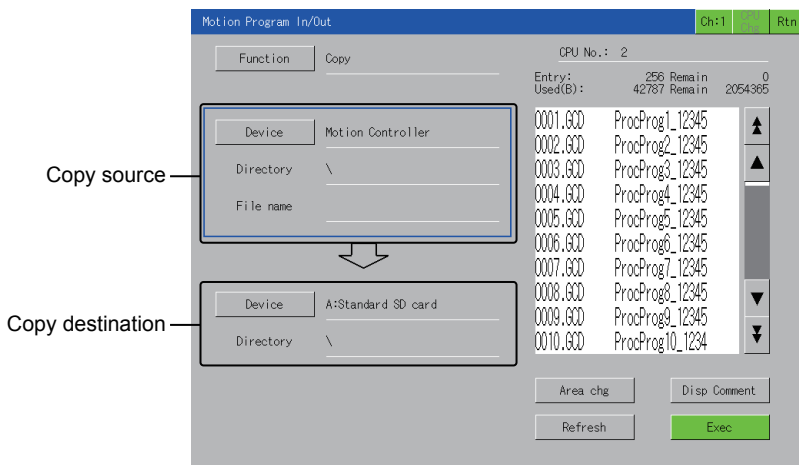 Motion Program In/Out Ch:1 CPU Chg Rtn
Function Copy
CPU No.: 2
Entry: 256 Remain 0
Used(B): 42787 Remain 2054365
Copy source
Device Motion Controller
Directory \
File name
Copy destination
Device A:Standard SD card
Directory \
0001.GCD ProcProg1_12345
0002.GCD ProcProg2_12345
0003.GCD ProcProg3_12345
0004.GCD ProcProg4_12345
0005.GCD ProcProg5_12345
0006.GCD ProcProg6_12345
0007.GCD ProcProg7_12345
0008.GCD ProcProg8_12345
0009.GCD ProcProg9_12345
0010.GCD ProcProg10_1234
Area chg Disp Comment
Refresh Exec